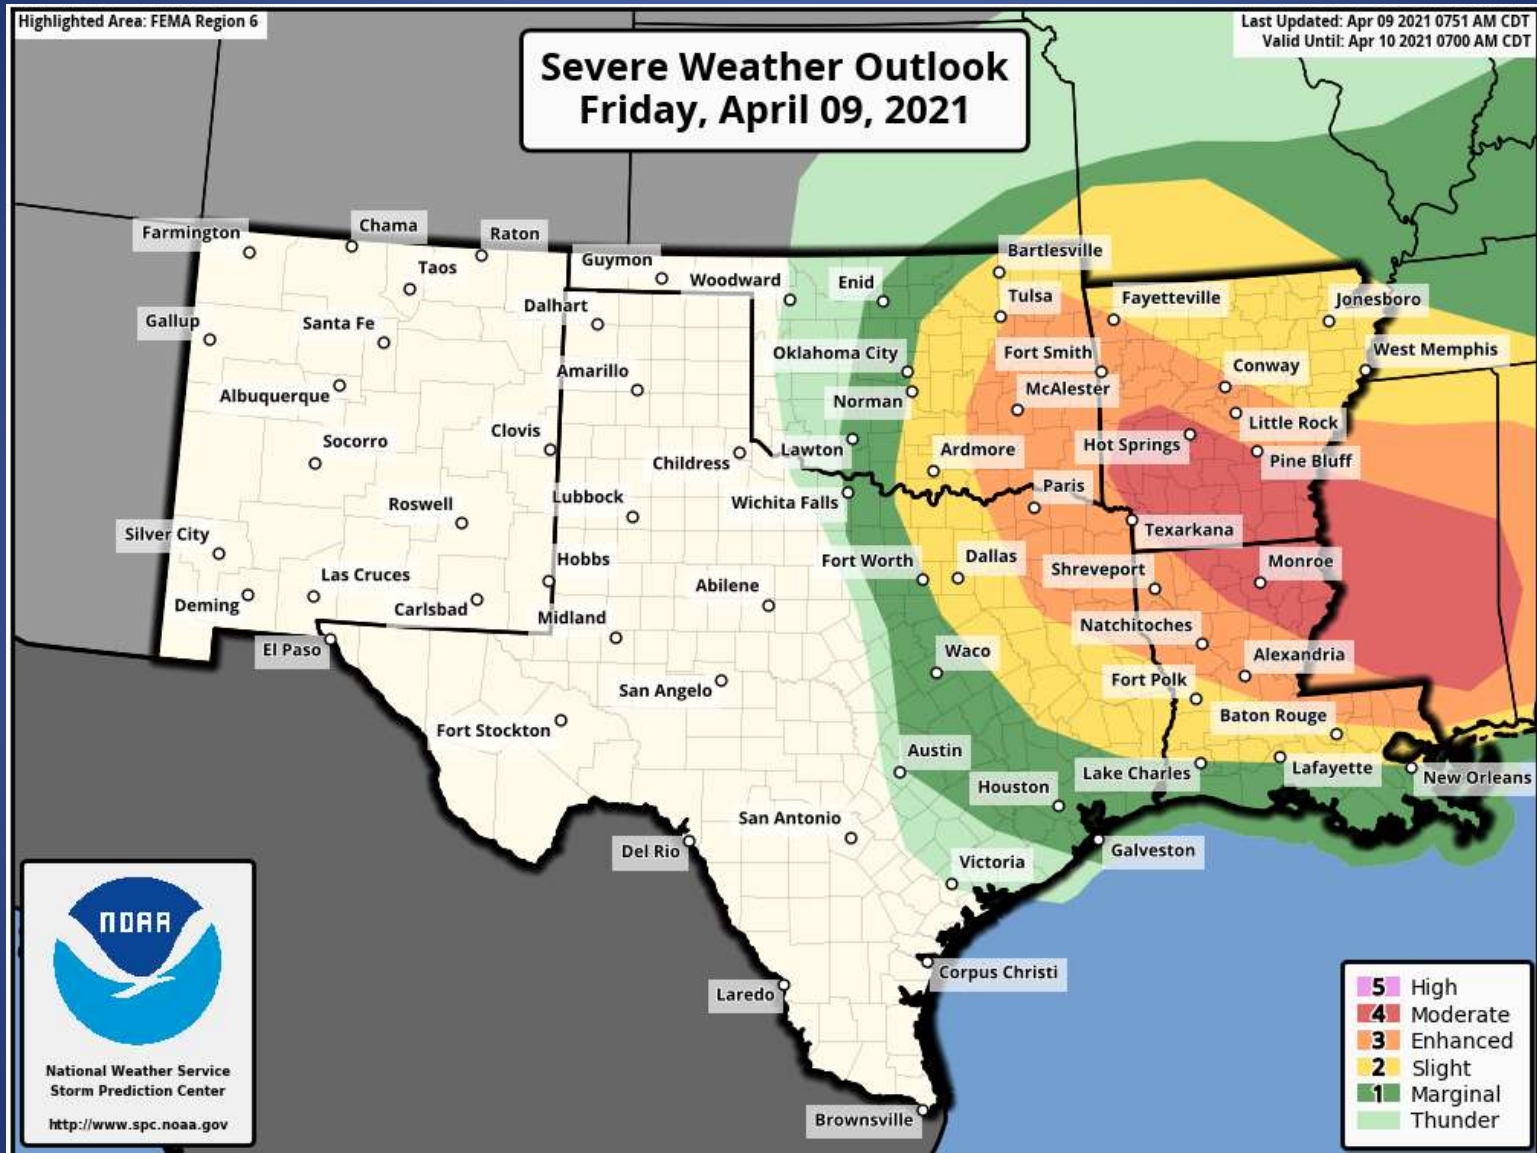 Highlighted Area: FEMA Region 6
Last Updated: Apr 09 2021 0751 AM CDT
Valid Until: Apr 10 2021 0700 AM CDT
Severe Weather Outlook
Friday, April 09, 2021
Farmington
Chama
Raton
Taos
Guymon
Woodward
Enid
Bartlesville
Tulsa
Fayetteville
Jonesboro
Gallup
Santa Fe
Dalhart
Oklahoma City
Fort Smith
Conway
West Memphis
Albuquerque
Amarillo
Norman
McAlester
Little Rock
Socorro
Clovis
Childress
Lawton
Ardmore
Hot Springs
Pine Bluff
Roswell
Lubbock
Wichita Falls
Paris
Texarkana
Silver City
Las Cruces
Hobbs
Abilene
Fort Worth
Dallas
Shreveport
Monroe
Deming
Carlsbad
Midland
Natchitoches
El Paso
San Angelo
Waco
Fort Polk
Alexandria
Fort Stockton
Austin
Houston
Lake Charles
Baton Rouge
Lafayette
New Orleans
San Antonio
Del Rio
Victoria
Galveston
Laredo
Corpus Christi
Brownsville
NOAA
National Weather Service
Storm Prediction Center
http://www.spc.noaa.gov
5 High
4 Moderate
3 Enhanced
2 Slight
1 Marginal
Thunder